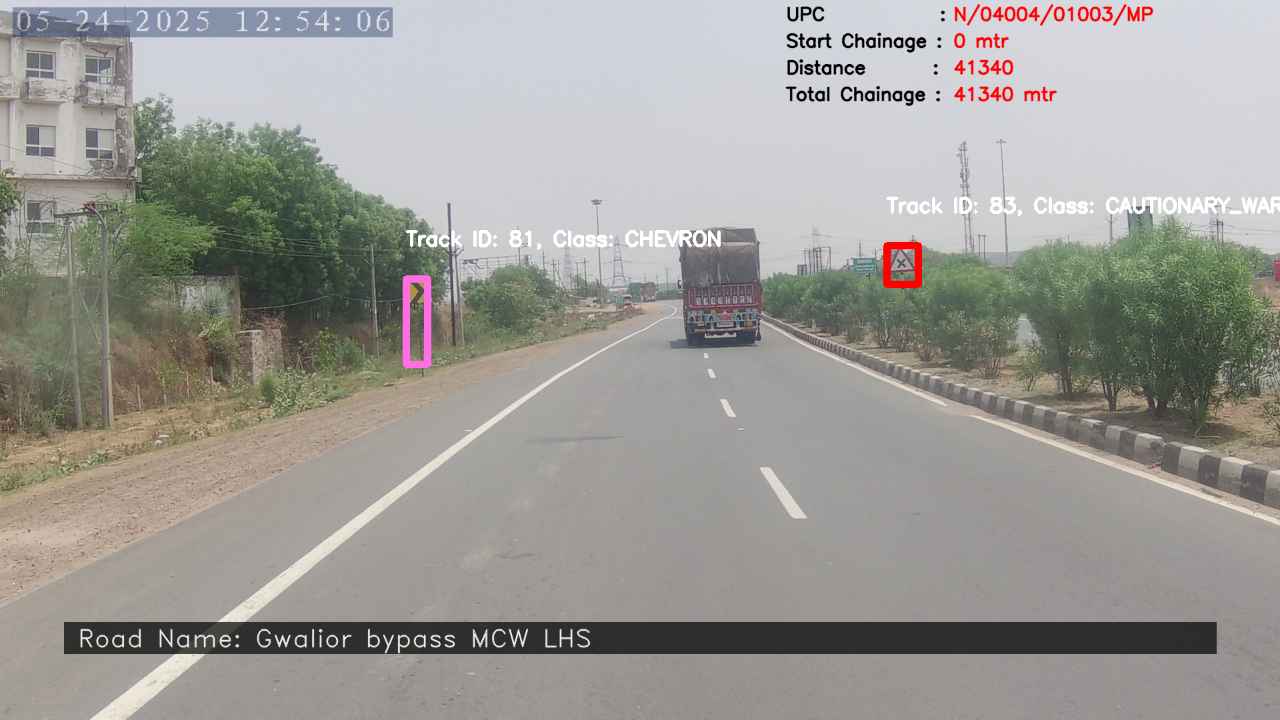 05-24-2025 12:54:06
UPC : N/04004/01003/MP
Start Chainage : 0 mtr
Distance : 41340
Total Chainage : 41340 mtr
Track ID: 83, Class: CAUTIONARY_WAR
Track ID: 81, Class: CHEVRON
Road Name: Gwalior bypass MCW LHS